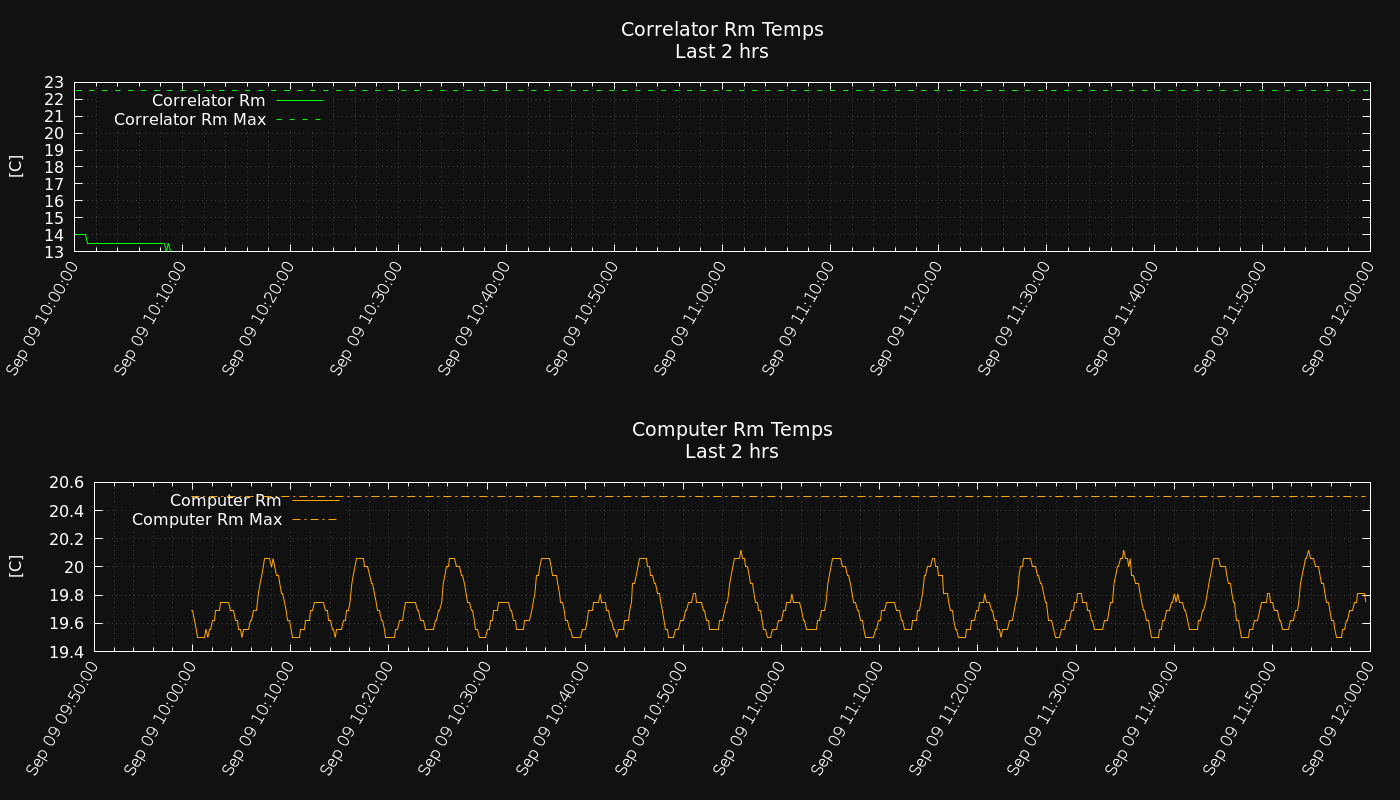 Correlator Rm Temps
Last 2 hrs
23
22
21
20
19
18
17
16
15
14
13
[C]
Correlator Rm
Correlator Rm Max
Sep 09 10:00:00
Sep 09 10:10:00
Sep 09 10:20:00
Sep 09 10:30:00
Sep 09 10:40:00
Sep 09 10:50:00
Sep 09 11:00:00
Sep 09 11:10:00
Sep 09 11:20:00
Sep 09 11:30:00
Sep 09 11:40:00
Sep 09 11:50:00
Sep 09 12:00:00
Computer Rm Temps
Last 2 hrs
20.6
20.4
20.2
20
19.8
19.6
19.4
[C]
Computer Rm
Computer Rm Max
Sep 09 09:50:00
Sep 09 10:00:00
Sep 09 10:10:00
Sep 09 10:20:00
Sep 09 10:30:00
Sep 09 10:40:00
Sep 09 10:50:00
Sep 09 11:00:00
Sep 09 11:10:00
Sep 09 11:20:00
Sep 09 11:30:00
Sep 09 11:40:00
Sep 09 11:50:00
Sep 09 12:00:00